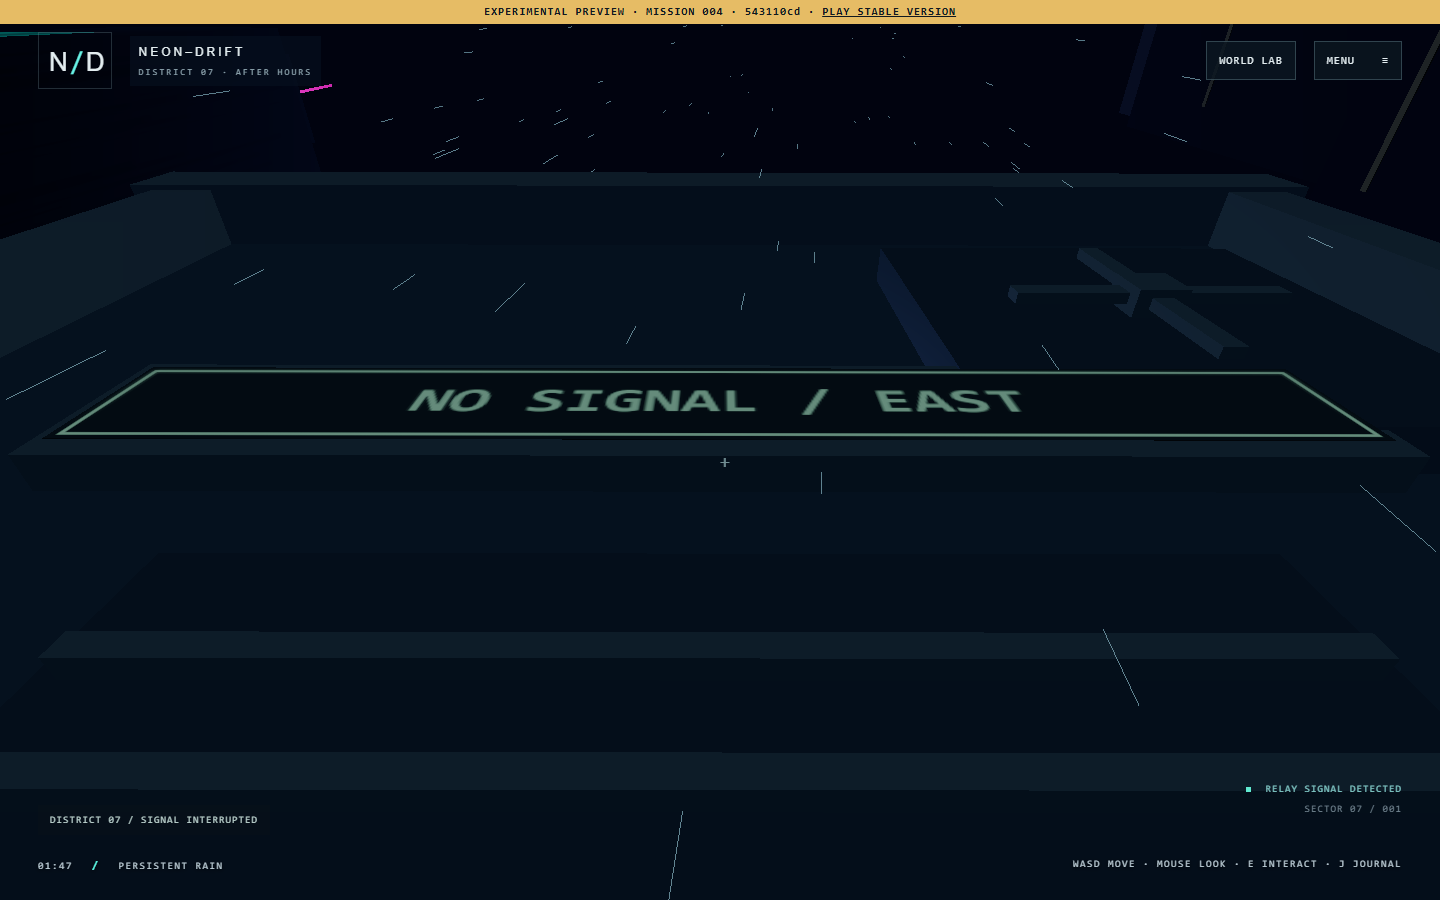 EXPERIMENTAL PREVIEW · MISSION 004 · 543110cd · PLAY STABLE VERSION
N/D
NEON–DRIFT
DISTRICT 07 · AFTER HOURS
WORLD LAB
MENU ≡
NO SIGNAL / EAST
RELAY SIGNAL DETECTED
SECTOR 07 / 001
DISTRICT 07 / SIGNAL INTERRUPTED
01:47 / PERSISTENT RAIN
WASD MOVE · MOUSE LOOK · E INTERACT · J JOURNAL